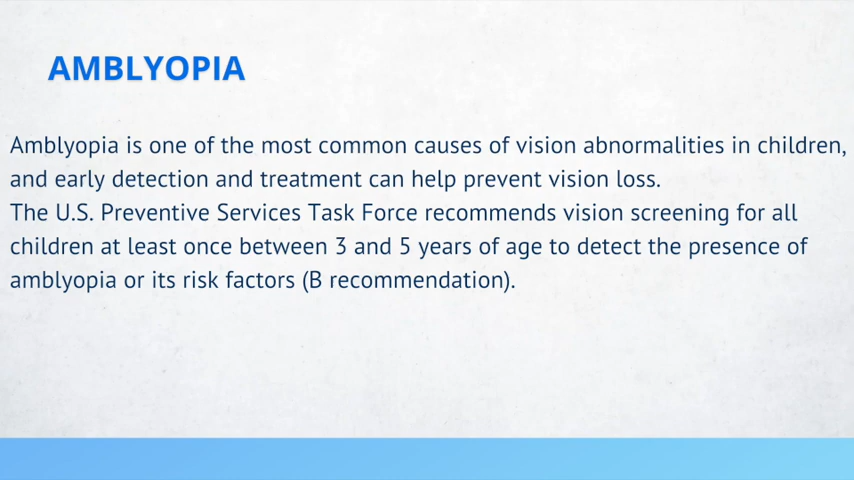 AMBLYOPIA
Amblyopia is one of the most common causes of vision abnormalities in children,
and early detection and treatment can help prevent vision loss.
The U.S. Preventive Services Task Force recommends vision screening for all
children at least once between 3 and 5 years of age to detect the presence of
amblyopia or its risk factors (B recommendation).